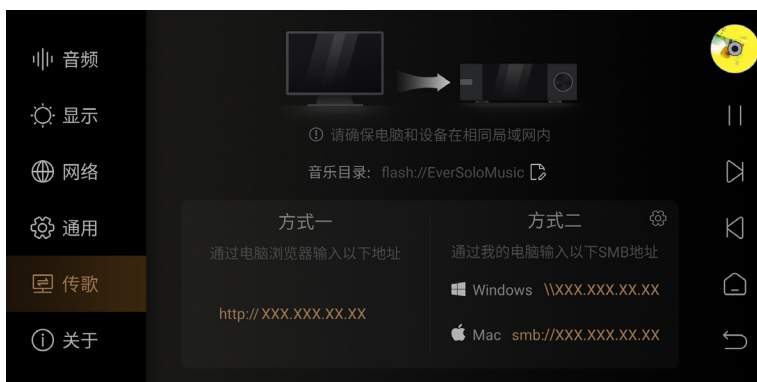 音频
显示
网络
通用
传歌
关于
请确保电脑和设备在相同局域网内
音乐目录: flash://EverSoloMusic
方式一
通过电脑浏览器输入以下地址
http://XXX.XXX.XX.XX
方式二
通过我的电脑输入以下SMB地址
Windows \\XXX.XXX.XX.XX
Mac smb://XXX.XXX.XX.XX